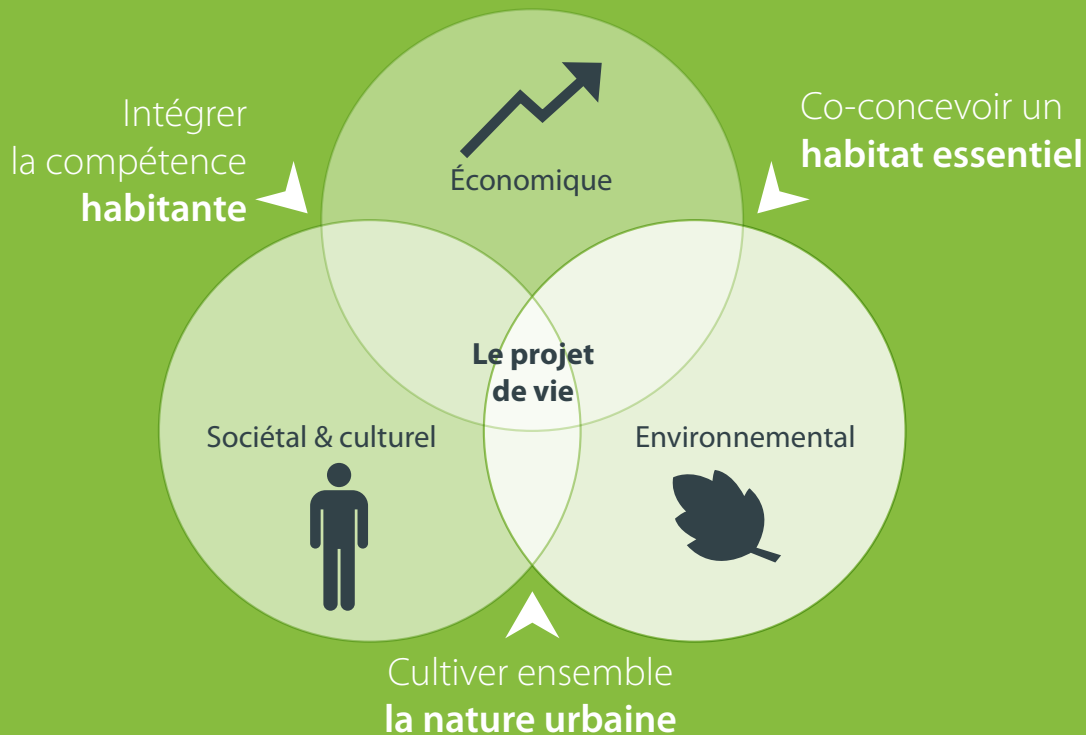 Intégrer
la compétence
habitante
Co-concevoir un
habitat essentiel
Économique
Le projet
de vie
Sociétal & culturel
Environnemental
Cultiver ensemble
la nature urbaine